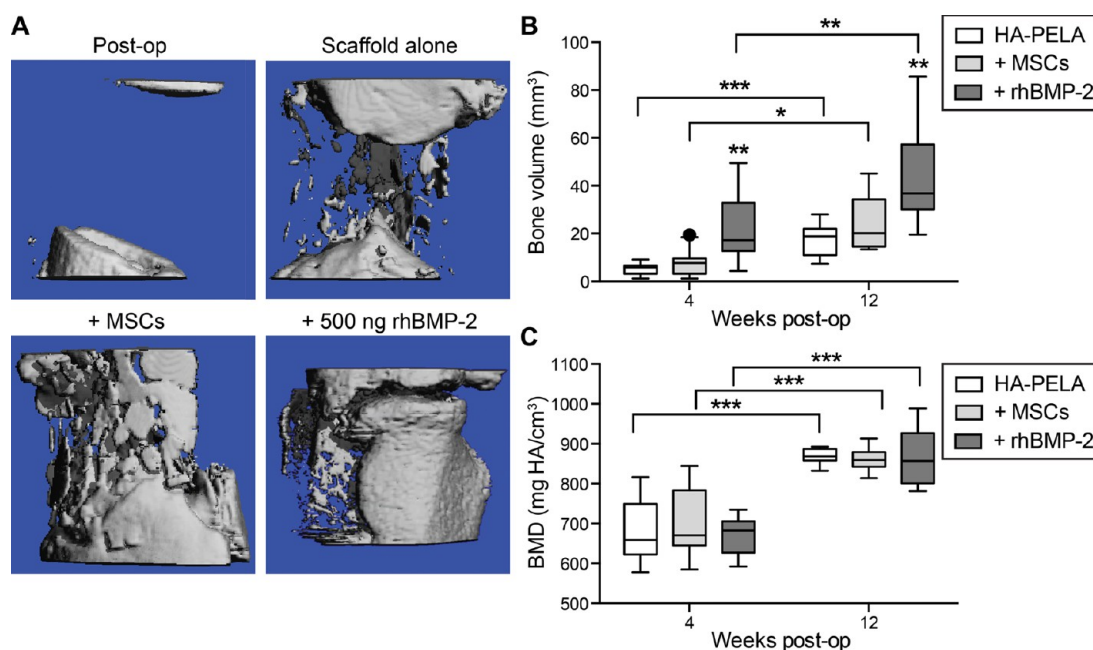 A
Post-op
Scaffold alone
+ MSCs
+ 500 ng rhBMP-2
B
Bone volume (mm³)
100
80
60
40
20
0
**
***
*
**
**
4
12
Weeks post-op
HA-PELA
+ MSCs
+ rhBMP-2
C
BMD (mg HA/cm³)
1100
1000
900
800
700
600
500
***
***
***
4
12
Weeks post-op
HA-PELA
+ MSCs
+ rhBMP-2